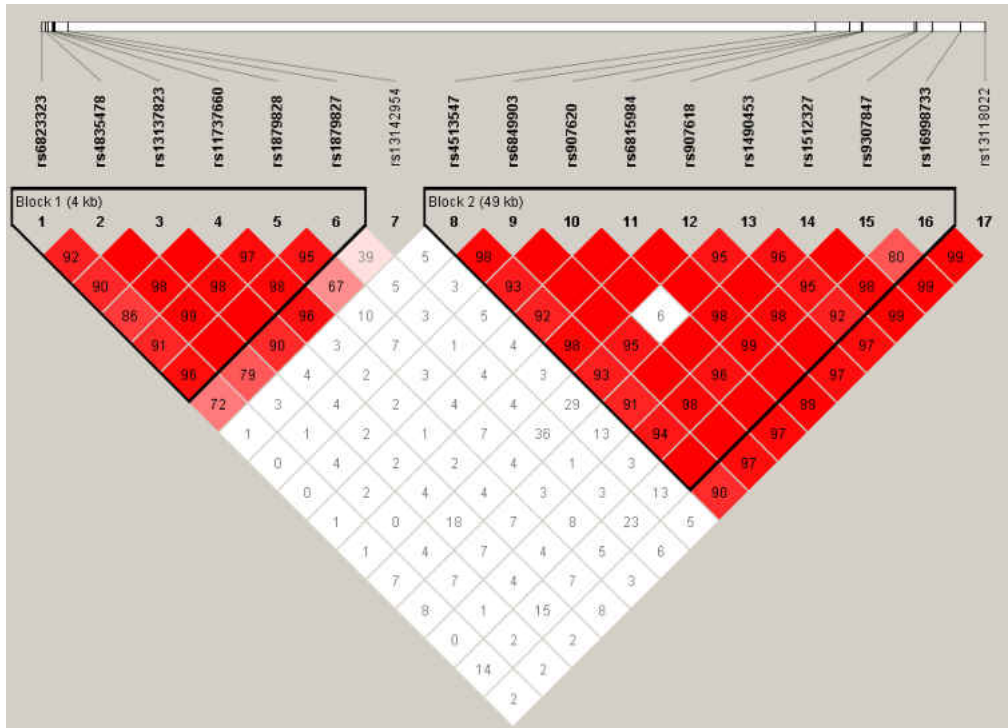 rs6823323
rs4835478
rs13137823
rs11737660
rs1879828
rs1879827
rs13142954
rs4513547
rs6849903
rs907620
rs6815984
rs907618
rs1490453
rs1512327
rs9307847
rs16998733
rs13118022
Block 1 (4 kb) Block 2 (49 kb)
1 2 3 4 5 6 7 8 9 10 11 12 13 14 15 16 17
92 97 95 39 5 98 95 96 80 99
90 98 98 98 67 5 3 93 95 98 99
86 99 96 10 3 5 92 6 98 98 92 99
91 90 3 7 1 4 98 95 99 97
96 79 4 2 3 4 3 93 98 97
72 3 4 2 4 4 29 91 98 89
1 1 2 1 7 36 13 94 97
0 4 2 2 4 1 3 97
0 2 4 4 3 3 13 90
1 0 18 7 8 23 5
1 4 7 4 5 6
7 7 4 7 3
8 1 15 8
0 2 2
14 2
2